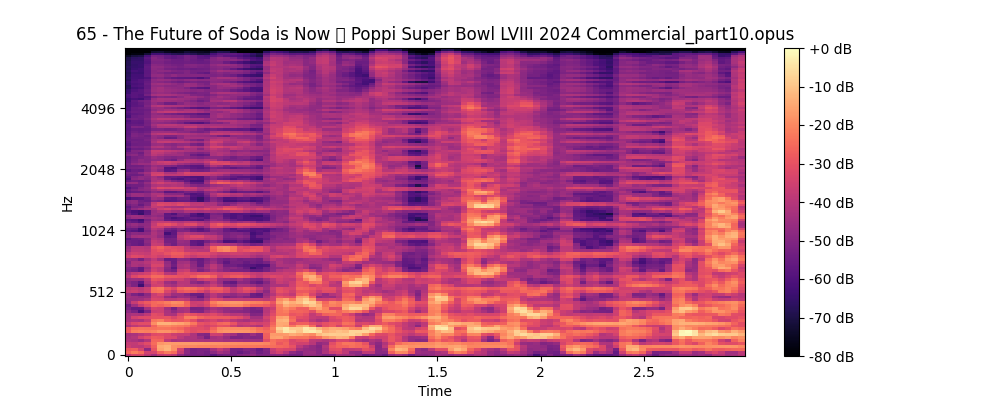 65 - The Future of Soda is Now ▯ Poppi Super Bowl LVIII 2024 Commercial_part10.opus
+0 dB
4096
-10 dB
-20 dB
2048
-30 dB
Hz
1024
-40 dB
-50 dB
512
-60 dB
-70 dB
0
-80 dB
0 0.5 1 1.5 2 2.5
Time